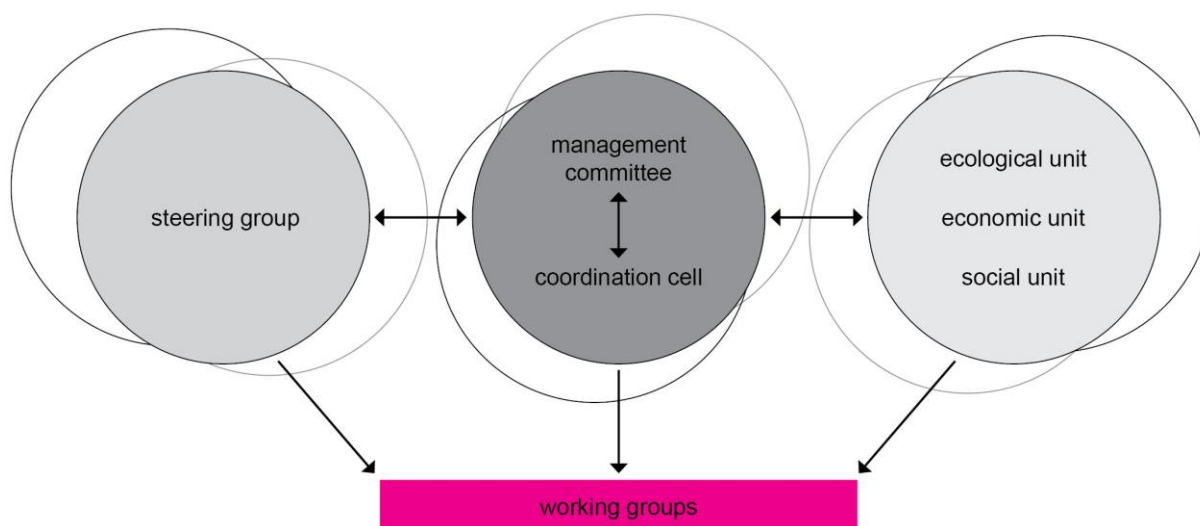 steering group
management
committee
coordination cell
ecological unit
economic unit
social unit
working groups